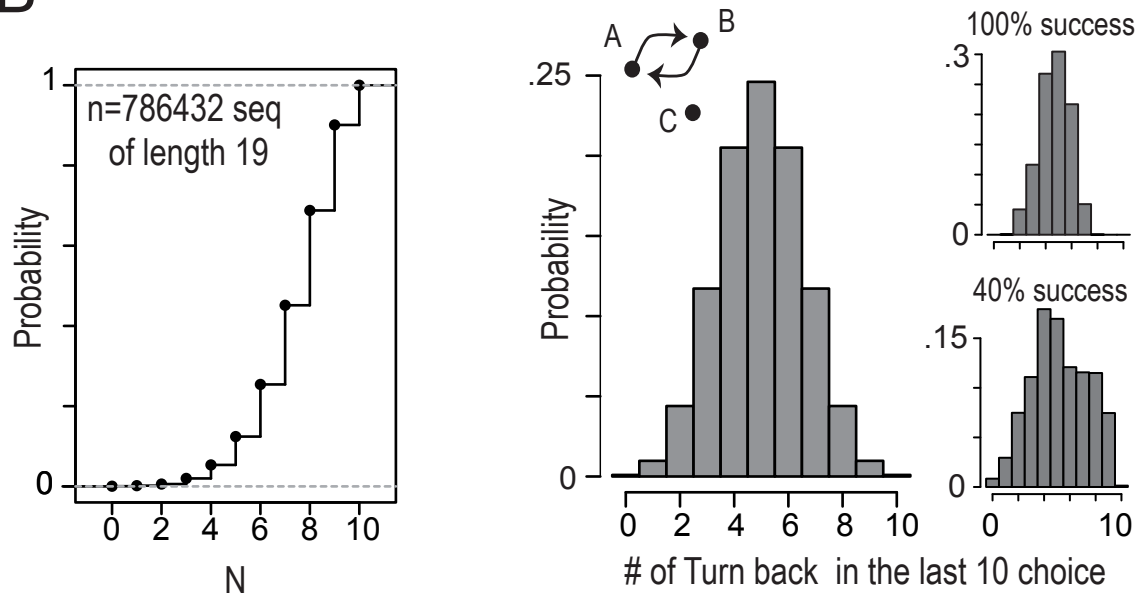 B
1
n=786432 seq
of length 19
Probability
0
0 2 4 6 8 10
N
A
B
C
.25
Probability
0
0 2 4 6 8 10
# of Turn back in the last 10 choice
100% success
.3
0
40% success
.15
0
0 10